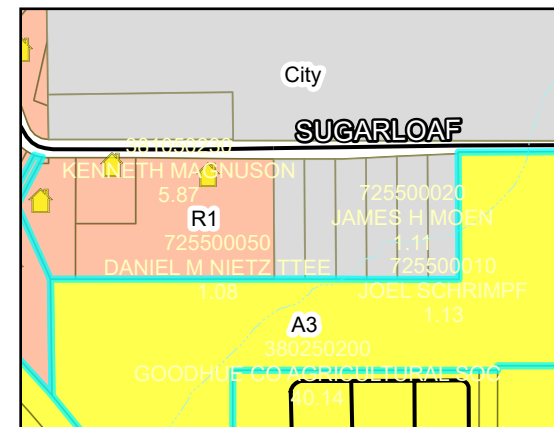 City
SUGARLOAF
381050200
KENNETH MAGNUSON
5.87
R1
725500050
DANIEL M NIETZ TTEE
1.08
725500020
JAMES H MOEN
1.11
725500010
JOEL SCHRIMPF
1.13
A3
380250200
GOODHUE CO AGRICULTURAL SOC
40.14